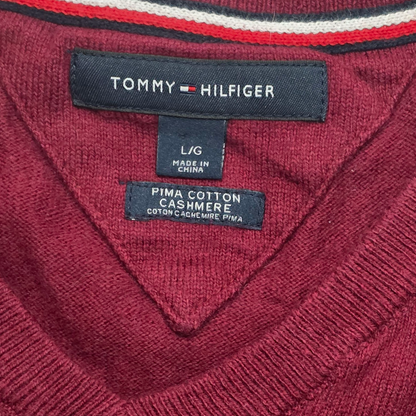 TOMMY HILFIGER
L/G
MADE IN
CHINA
PIMA COTTON
CASHMERE
COTON CACHEMIRE PIMA